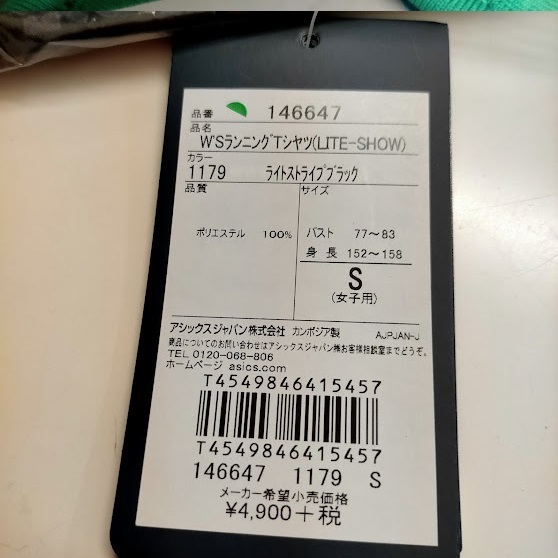 品番 146647
品名
W'SランニングTシャツ(LITE-SHOW)
カラー
1179 ライトストライプブラック
品質 サイズ
ポリエステル 100% バスト 77〜83
身長 152〜158
S
(女子用)
アシックスジャパン株式会社 カンボジア製 AJPJAN-J
商品についてのお問い合わせはアシックスジャパン㈱お客様相談室までどうぞ。
TEL 0120-068-806
ホームページ asics.com
T4549846415457
T4549846415457
146647 1179 S
メーカー希望小売価格
¥4,900+税